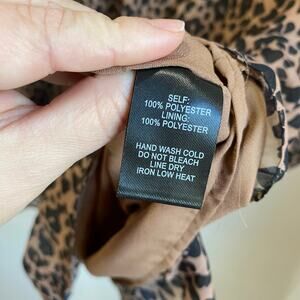 SELF:
100% POLYESTER
LINING:
100% POLYESTER
HAND WASH COLD
DO NOT BLEACH
LINE DRY
IRON LOW HEAT